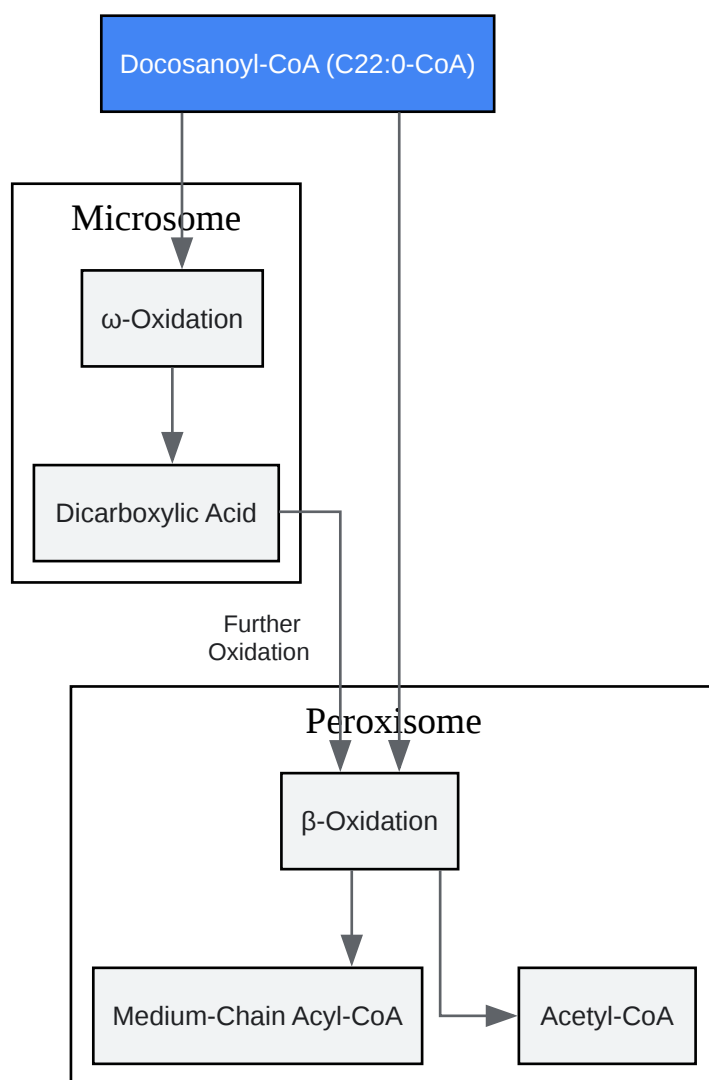 Docosanoyl-CoA (C22:0-CoA)
Microsome
ω-Oxidation
Dicarboxylic Acid
Further
Oxidation
Peroxisome
β-Oxidation
Medium-Chain Acyl-CoA
Acetyl-CoA